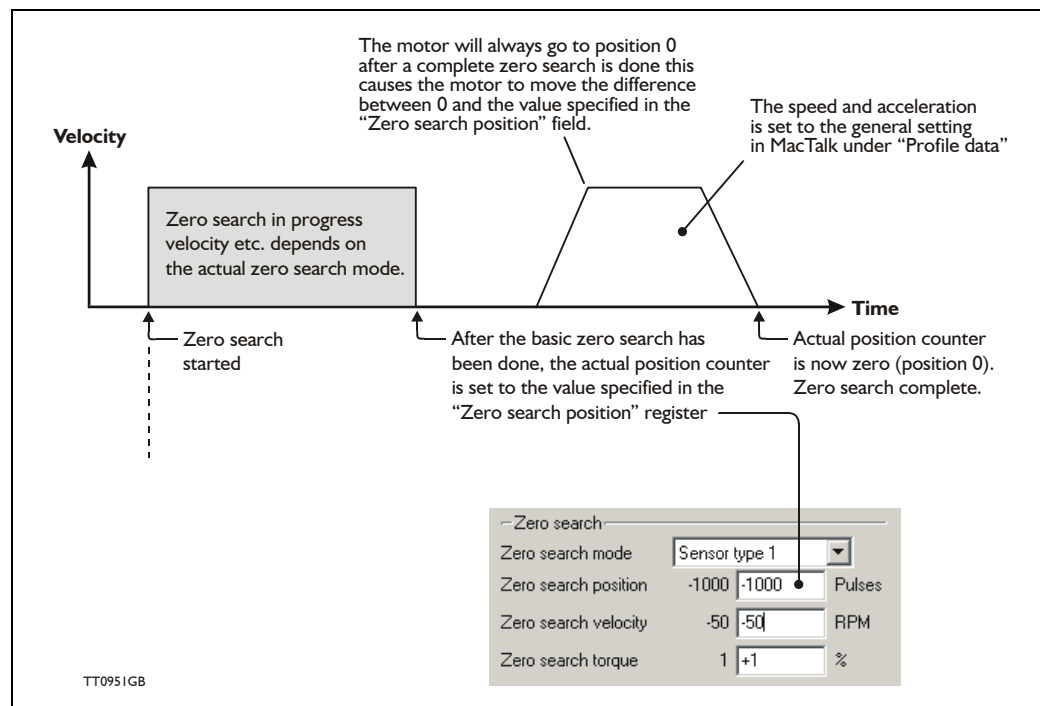 The motor will always go to position 0
after a complete zero search is done this
causes the motor to move the difference
between 0 and the value specified in the
“Zero search position” field.
The speed and acceleration
is set to the general setting
in MacTalk under “Profile data”
Velocity
Zero search in progress
velocity etc. depends on
the actual zero search mode.
Time
Zero search
started
After the basic zero search has
been done, the actual position counter
is set to the value specified in the
“Zero search position” register
Actual position counter
is now zero (position 0).
Zero search complete.
Zero search
Zero search mode Sensor type 1
Zero search position -1000 -1000 Pulses
Zero search velocity -50 -50 RPM
Zero search torque 1 +1 %
TT0951GB